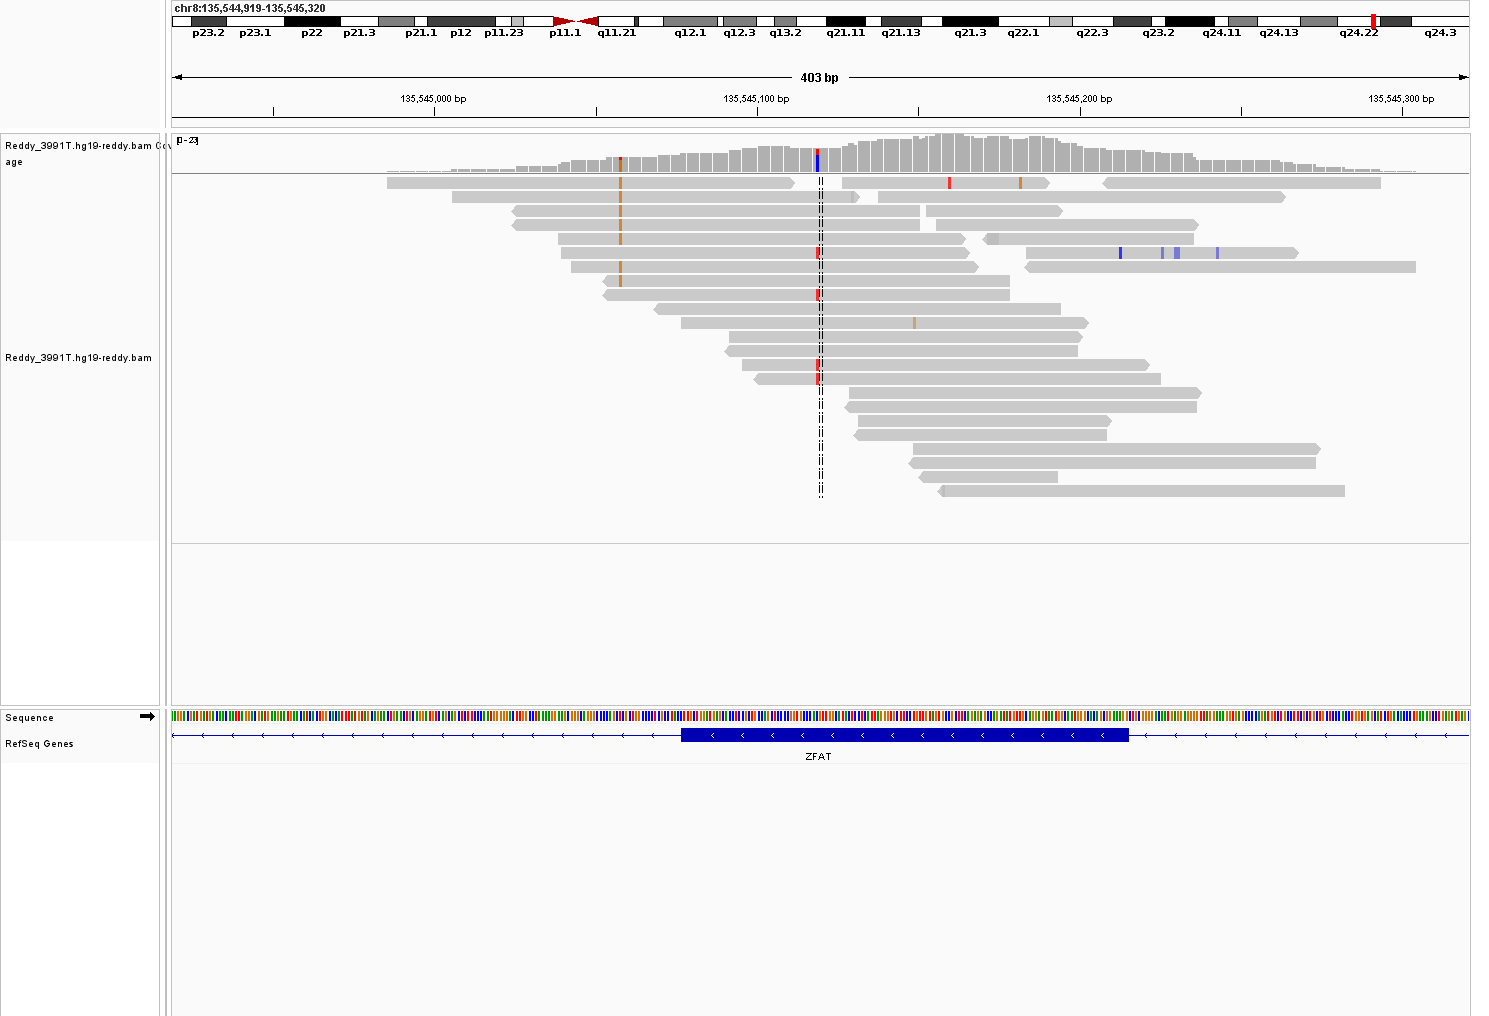 chr8:135,544,919-135,545,320
p23.2 p23.1 p22 p21.3 p21.1 p12 p11.23 p11.1 q11.21 q12.1 q12.3 q13.2 q21.11 q21.13 q21.3 q22.1 q22.3 q23.2 q24.11 q24.13 q24.22 q24.3
403 bp
135,545,000 bp 135,545,100 bp 135,545,200 bp 135,545,300 bp
[0 - 23]
Reddy_3991T.hg19-reddy.bam Cov
age
Reddy_3991T.hg19-reddy.bam
Sequence
RefSeq Genes
ZFAT